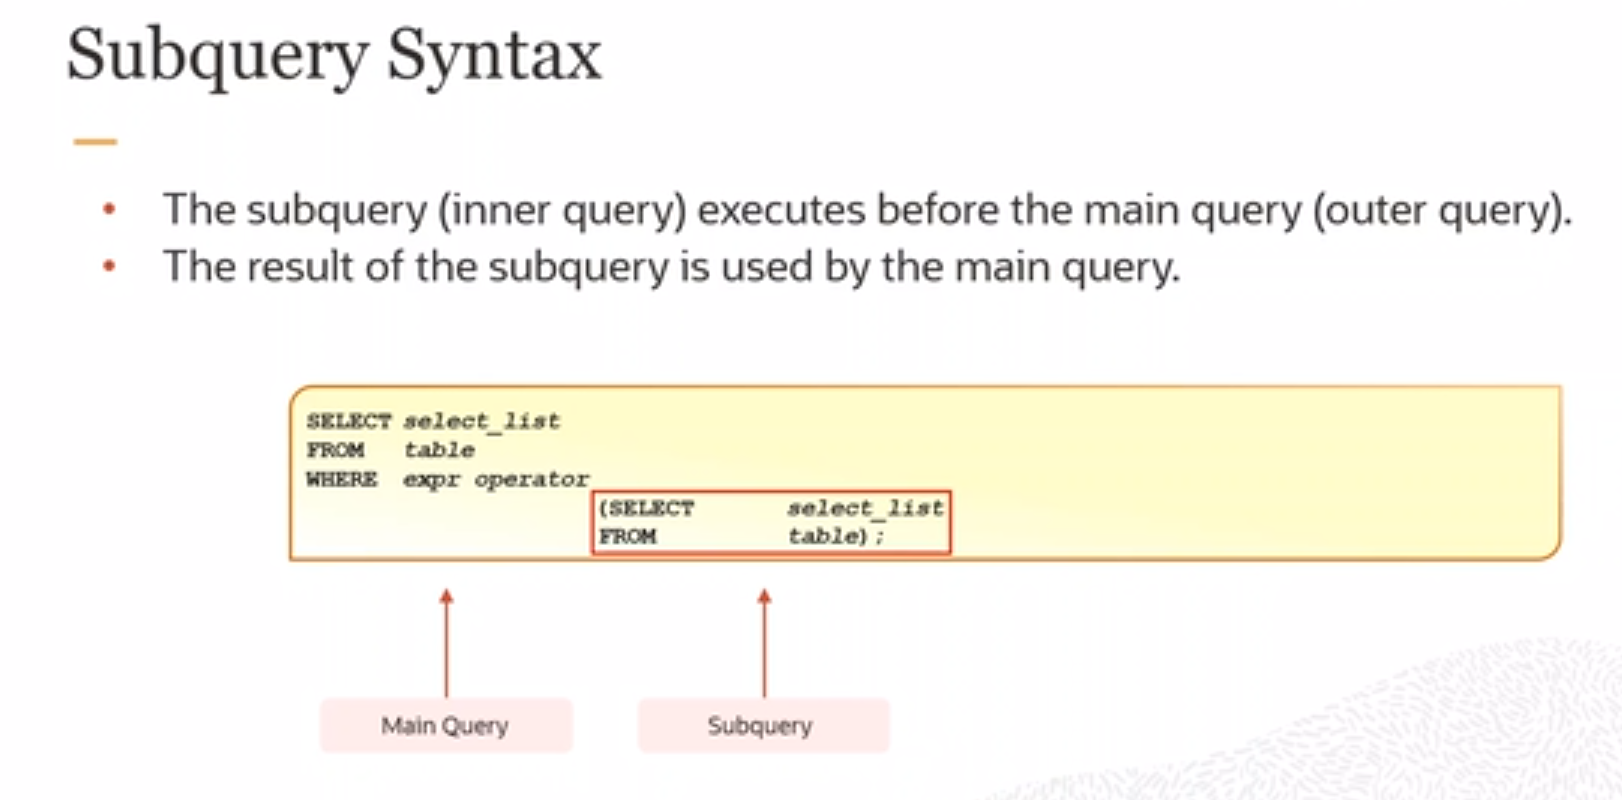 Subquery Syntax
• The subquery (inner query) executes before the main query (outer query).
• The result of the subquery is used by the main query.
SELECT select_list
FROM table
WHERE expr operator
(SELECT select_list
FROM table);
Main Query
Subquery